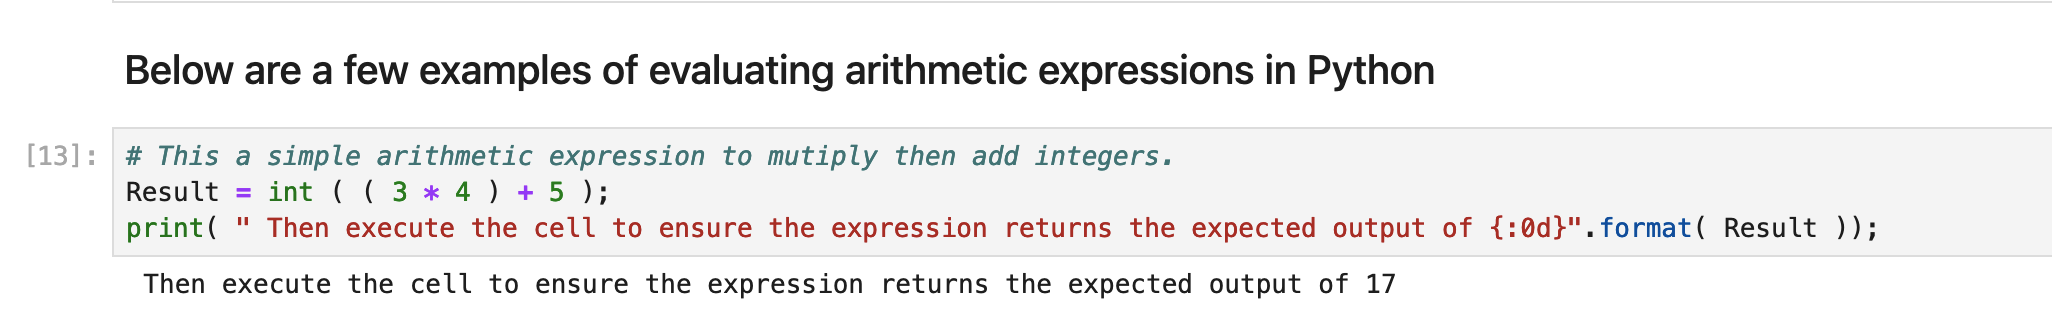 Below are a few examples of evaluating arithmetic expressions in Python
[13]:
# This a simple arithmetic expression to mutiply then add integers.
Result = int ( ( 3 * 4 ) + 5 );
print( " Then execute the cell to ensure the expression returns the expected output of {:0d}".format( Result ));
Then execute the cell to ensure the expression returns the expected output of 17